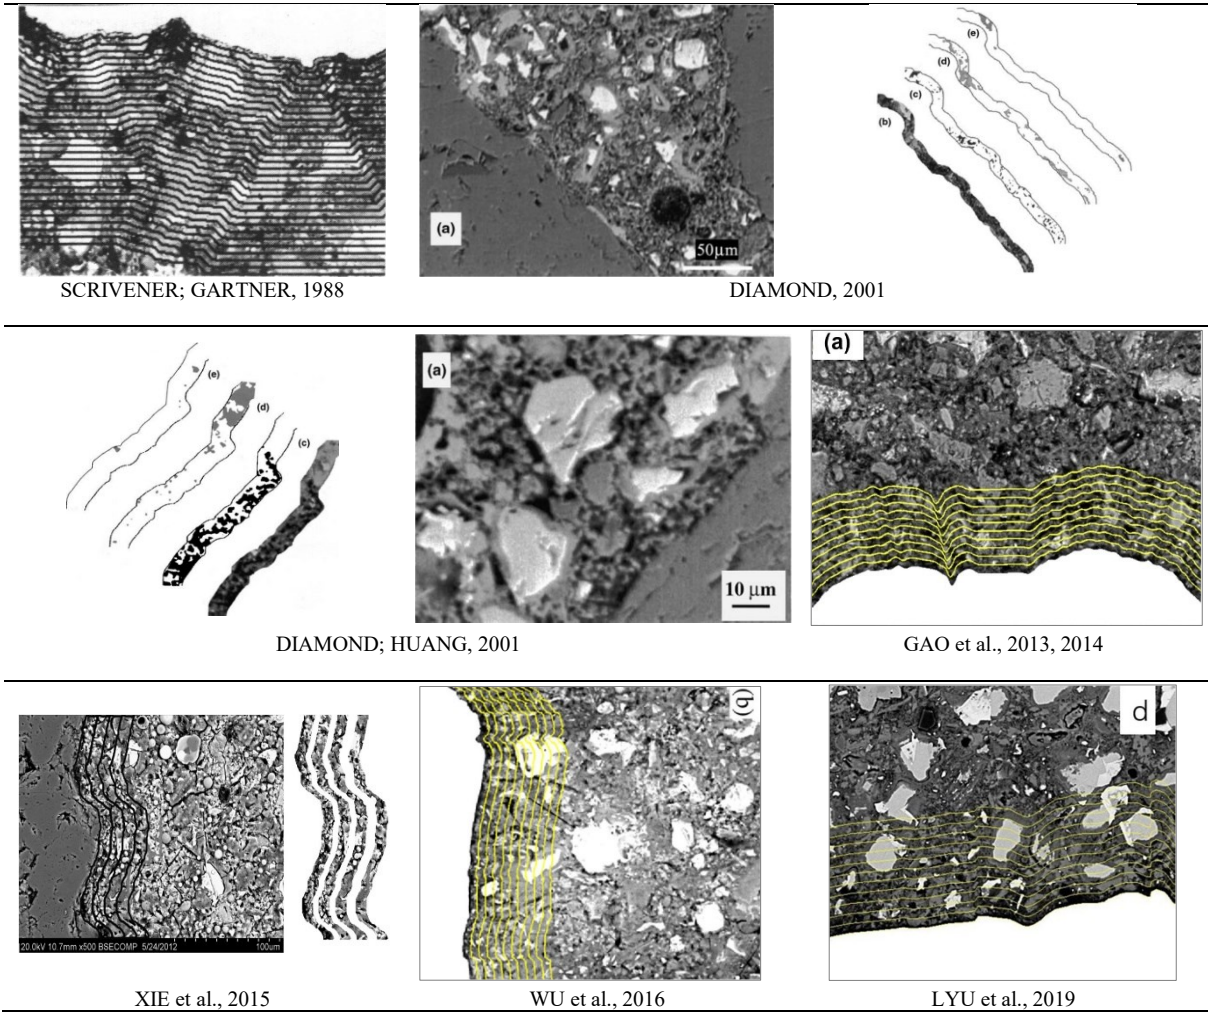 (a)
50µm
(e)
(d)
(c)
(b)
SCRIVENER; GARTNER, 1988
DIAMOND, 2001
(e)
(d)
(c)
(a)
10 µm
(a)
DIAMOND; HUANG, 2001
GAO et al., 2013, 2014
20.0kV 10.7mm x500 BSECOMP 5/24/2012
100um
(b)
d
XIE et al., 2015
WU et al., 2016
LYU et al., 2019